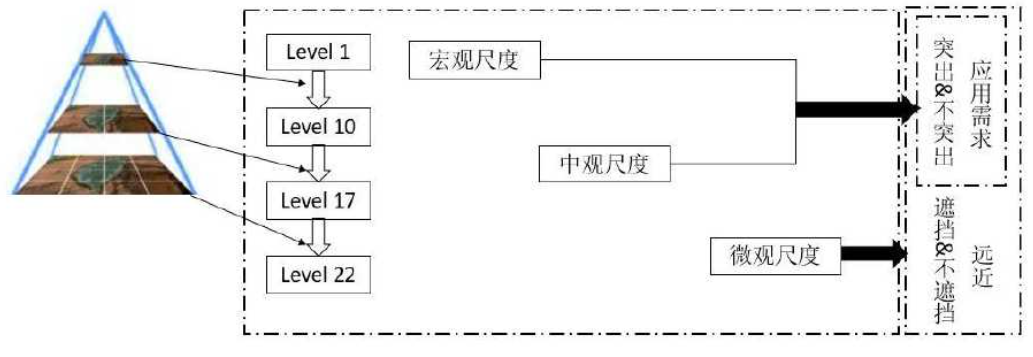 Level 1
Level 10
Level 17
Level 22
宏观尺度
中观尺度
微观尺度
应用需求
突出&不突出
远近
遮挡&不遮挡